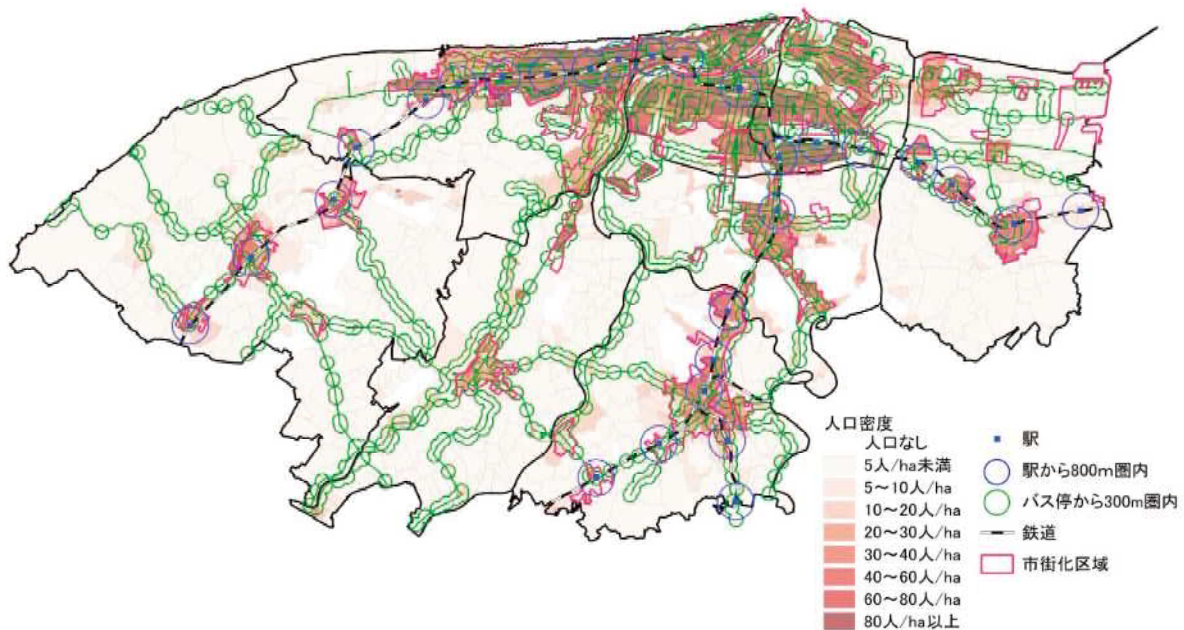 人口密度
人口なし
5人/ha未満
5～10人/ha
10～20人/ha
20～30人/ha
30～40人/ha
40～60人/ha
60～80人/ha
80人/ha以上
駅
駅から800m圏内
バス停から300m圏内
鉄道
市街化区域